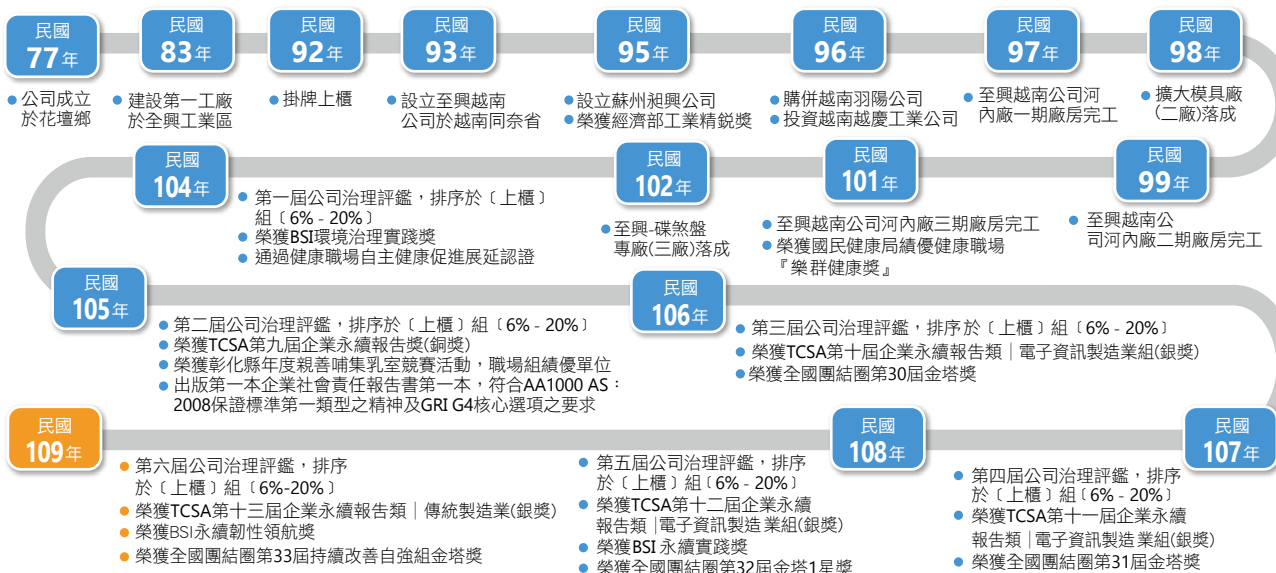 民國
77年
公司成立
於花壇鄉
民國
83年
建設第一工廠
於全興工業區
民國
92年
掛牌上櫃
民國
93年
設立至興越南
公司於越南同奈省
民國
95年
設立蘇州昶興公司
榮獲經濟部工業精銳獎
民國
96年
購併越南羽陽公司
投資越南越慶工業公司
民國
97年
至興越南公司河
內廠一期廠房完工
民國
98年
擴大模具廠
(二廠)落成
民國
99年
至興越南公
司河內廠二期廠房完工
民國
101年
至興越南公司河內廠三期廠房完工
榮獲國民健康局績優健康職場
『樂群健康獎』
民國
102年
至興-碟煞盤
專廠(三廠)落成
民國
104年
第一屆公司治理評鑑，排序於〔上櫃〕
組〔6% - 20%〕
榮獲BSI環境治理實踐獎
通過健康職場自主健康促進展延認證
民國
105年
第二屆公司治理評鑑，排序於〔上櫃〕組〔6% - 20%〕
榮獲TCSA第九屆企業永續報告獎(銅獎)
榮獲彰化縣年度親善哺集乳室競賽活動，職場組績優單位
出版第一本企業社會責任報告書第一本，符合AA1000 AS：
2008保證標準第一類型之精神及GRI G4核心選項之要求
民國
106年
第三屆公司治理評鑑，排序於〔上櫃〕組〔6% - 20%〕
榮獲TCSA第十屆企業永續報告類｜電子資訊製造業組(銀獎)
榮獲全國團結圈第30屆金塔獎
民國
107年
第四屆公司治理評鑑，排序
於〔上櫃〕組〔6% - 20%〕
榮獲TCSA第十一屆企業永續
報告類｜電子資訊製造業組(銀獎)
榮獲全國團結圈第31屆金塔獎
民國
108年
第五屆公司治理評鑑，排序
於〔上櫃〕組〔6% - 20%〕
榮獲TCSA第十二屆企業永續
報告類｜電子資訊製造業組(銀獎)
榮獲BSI 永續實踐獎
榮獲全國團結圈第32屆金塔1星獎
民國
109年
第六屆公司治理評鑑，排序
於〔上櫃〕組〔6%-20%〕
榮獲TCSA第十三屆企業永續報告類｜傳統製造業(銀獎)
榮獲BSI永續韌性領航獎
榮獲全國團結圈第33屆持續改善自強組金塔獎